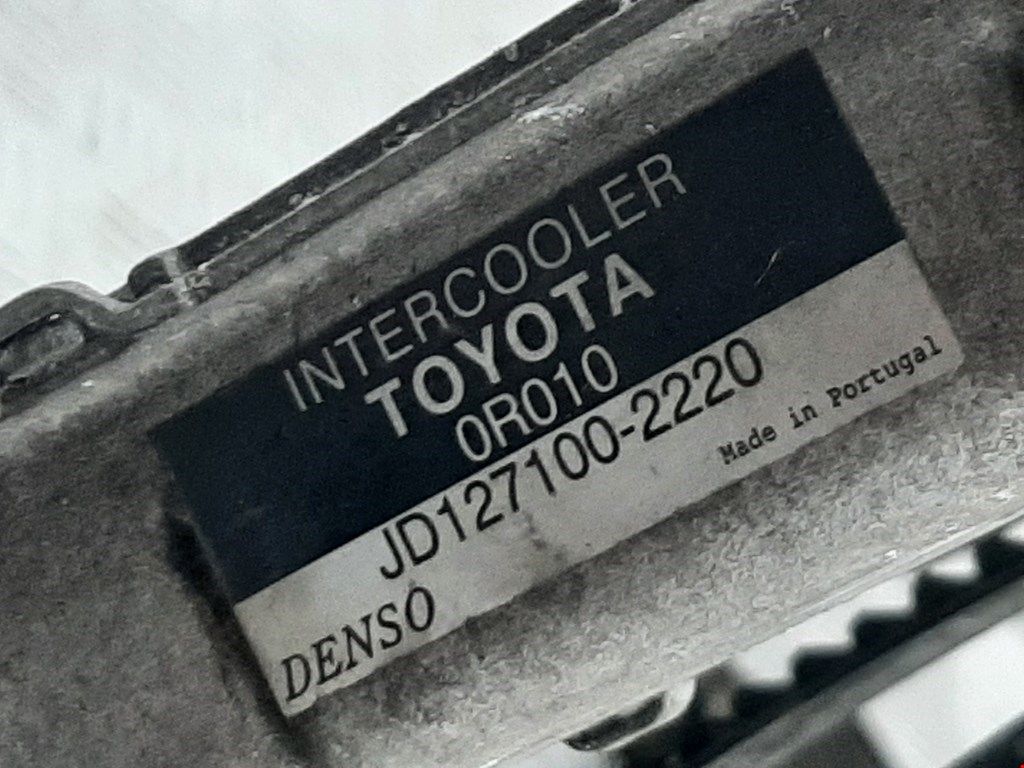 INTERCOOLER
TOYOTA
0R010
JD127100-2220
Made in Portugal
DENSO